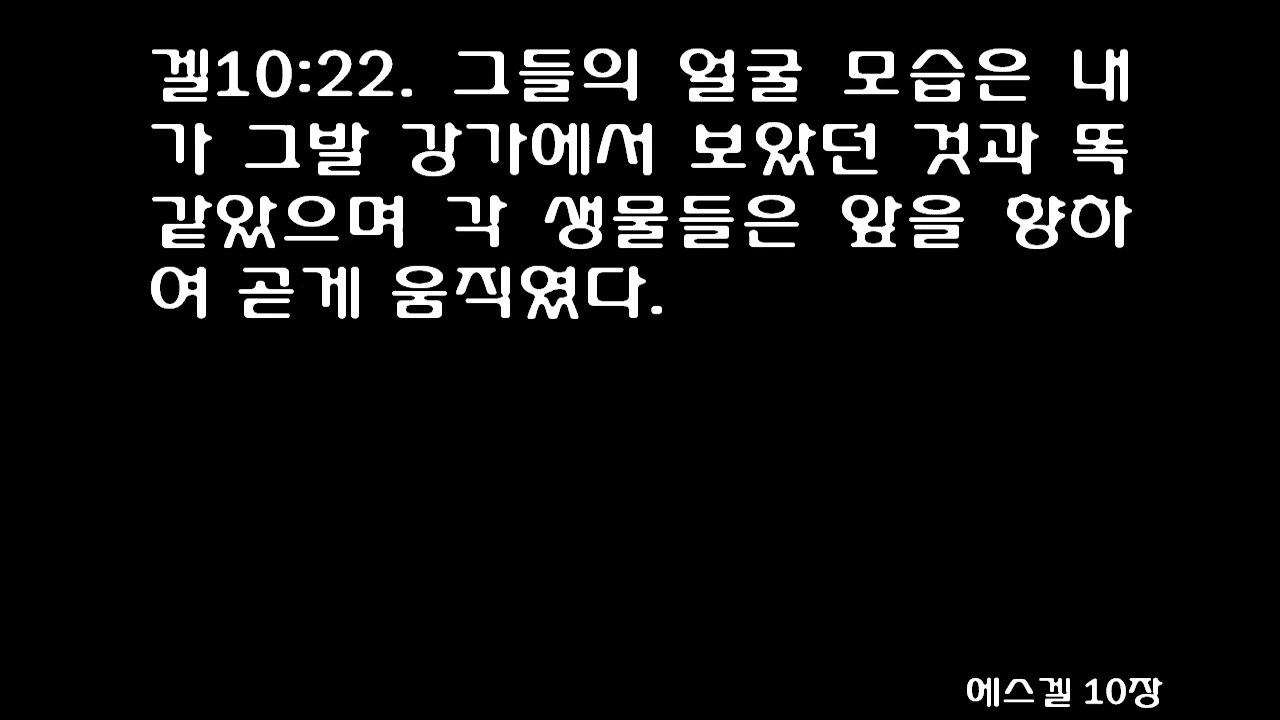 겔10:22. 그들의 얼굴 모습은 내
가 그발 강가에서 보았던 것과 똑
같았으며 각 생물들은 앞을 향하
여 곧게 움직였다.
에스겔 10장